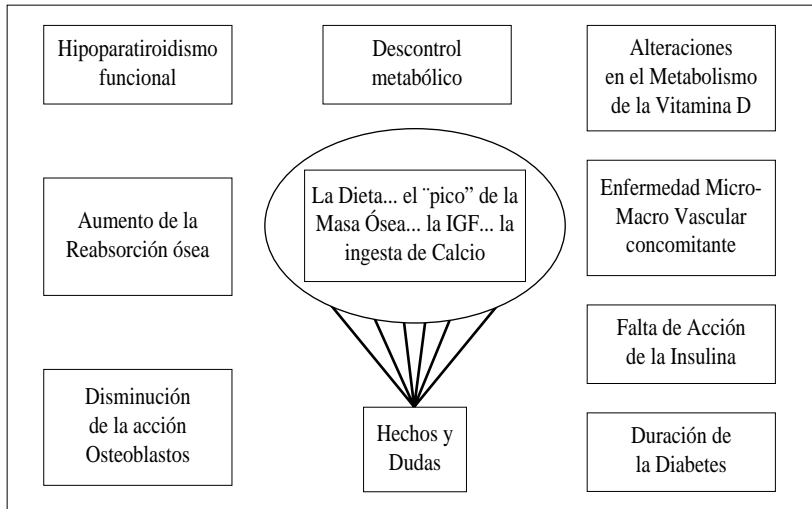 Hipoparatiroidismo
funcional
Descontrol
metabólico
Alteraciones
en el Metabolismo
de la Vitamina D
Aumento de la
Reabsorción ósea
La Dieta... el ¨pico” de la
Masa Ósea... la IGF... la
ingesta de Calcio
Enfermedad Micro-
Macro Vascular
concomitante
Falta de Acción
de la Insulina
Disminución
de la acción
Osteoblastos
Hechos y
Dudas
Duración de
la Diabetes